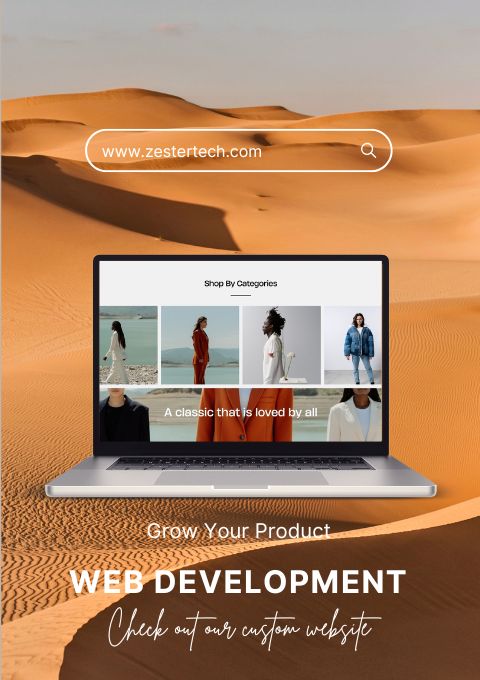 www.zestertech.com
Shop By Categories
A classic that is loved by all
Grow Your Product
WEB DEVELOPMENT
Check out our custom website